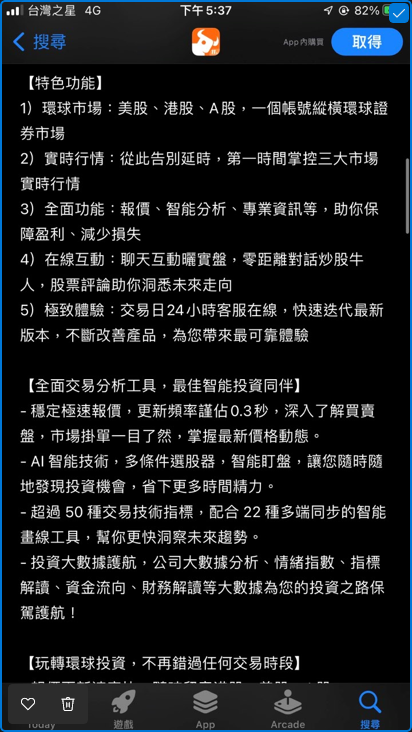 台灣之星 4G 下午5:37 82%
搜尋 App內購買 取得
【特色功能】
1）環球市場：美股、港股、A股，一個帳號縱橫環球證
券市場
2）實時行情：從此告別延時，第一時間掌控三大市場
實時行情
3）全面功能：報價、智能分析、專業資訊等，助你保
障盈利、減少損失
4）在線互動：聊天互動曬實盤，零距離對話炒股牛
人，股票評論助你洞悉未來走向
5）極致體驗：交易日24小時客服在線，快速迭代最新
版本，不斷改善產品，為您帶來最可靠體驗
【全面交易分析工具，最佳智能投資同伴】
- 穩定極速報價，更新頻率謹佔0.3秒，深入了解買賣
盤，市場掛單一目了然，掌握最新價格動態。
- AI 智能技術，多條件選股器，智能盯盤，讓您隨時隨
地發現投資機會，省下更多時間精力。
- 超過 50 種交易技術指標，配合 22 種多端同步的智能
畫線工具，幫你更快洞察未來趨勢。
- 投資大數據護航，公司大數據分析、情緒指數、指標
解讀、資金流向、財務解讀等大數據為您的投資之路保
駕護航！
【玩轉環球投資，不再錯過任何交易時段】
Today 遊戲 App Arcade 搜尋